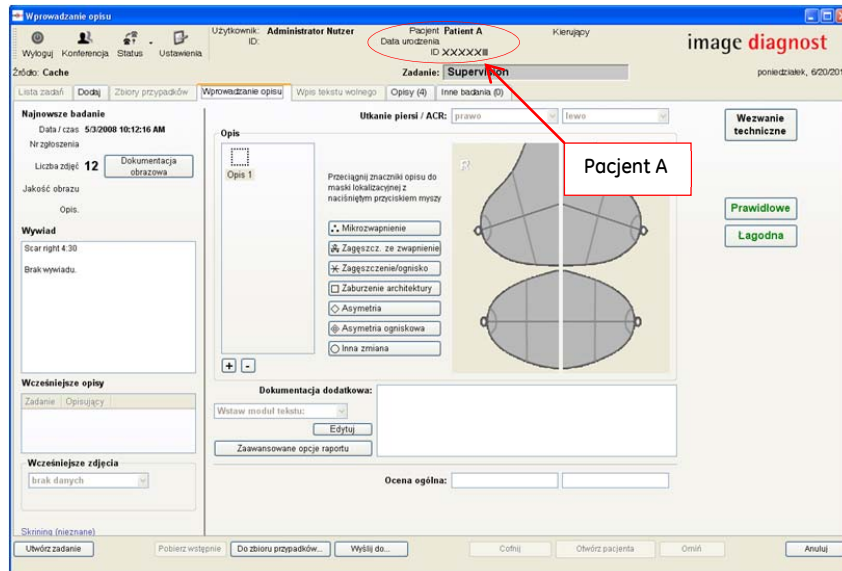 Wprowadzanie opisu
Użytkownik: Administrator Nutzer
ID:
Pacjent Patient A
Data urodzenia
ID XXXXX
Kierujący
image diagnost
Wyloguj Konferencja Status Ustawienia
Źródło: Cache
Zadanie: Supervision
poniedziałek, 6/20/201
Lista zadań Dodaj Zbiory przypadków Wprowadzanie opisu Wpis tekstu wolnego Opisy (4) Inne badania (0)
Najnowsze badanie
Data / czas 5/3/2008 10:12:16 AM
Nr zgłoszenia
Liczba zdjęć 12 Dokumentacja obrazowa
Jakość obrazu
Opis.
Wywiad
Scar right 4:30
Brak wywiadu.
Wcześniejsze opisy
Zadanie Opisujący
Wcześniejsze zdjęcia
brak danych
Skrining (nieznane)
Utkanie piersi / ACR: prawo lewo
Opis
Opis 1
Przeciągnij znaczniki opisu do
maski lokalizacyjnej z
naciśniętym przyciskiem myszy
Mikrozwapnienie
Zagęszcz. ze zwapnienie
Zagęszczenie/ognisko
Zaburzenie architektury
Asymetria
Asymetria ogniskowa
Inna zmiana
+ -
R
Pacjent A
Dokumentacja dodatkowa:
Wstaw moduł tekstu:
Edytuj
Zaawansowane opcje raportu
Ocena ogólna:
Wezwanie
techniczne
Prawidłowe
Łagodna
Utwórz zadanie Pobierz wstępnie Do zbioru przypadków... Wyślij do... Cofnij Otwórz pacjenta Omiń Anuluj